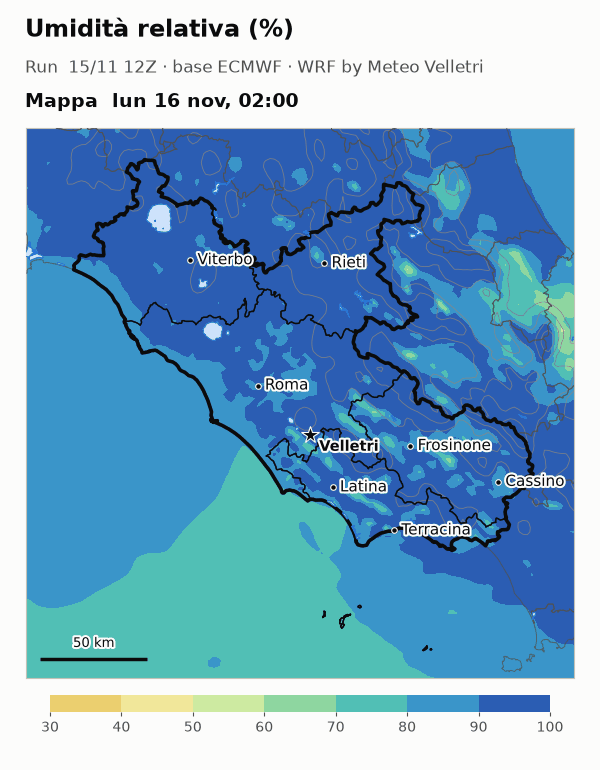 Umidità relativa (%)
Run  15/11 12Z · base ECMWF · WRF by Meteo Velletri
Mappa  lun 16 nov, 02:00
Viterbo
Rieti
Roma
Velletri
Frosinone
Cassino
Latina
Terracina
50 km
30 40 50 60 70 80 90 100